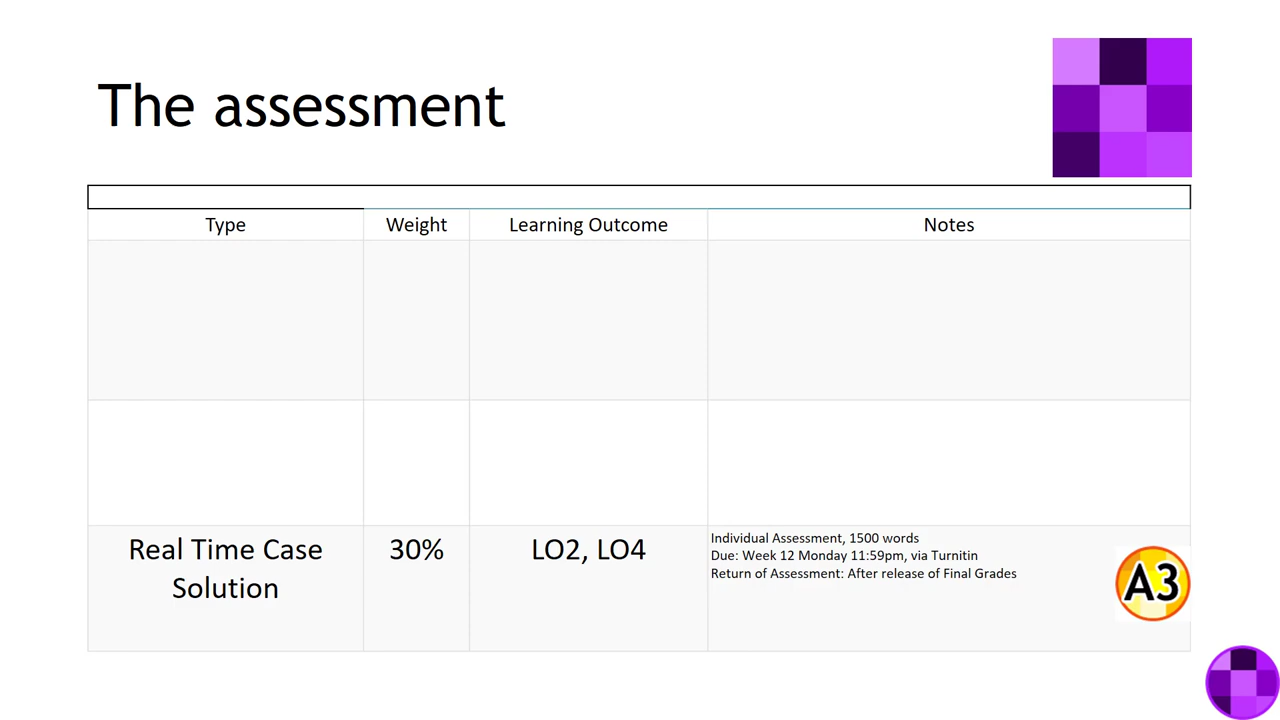 The assessment
Type Weight Learning Outcome Notes
Real Time Case
Solution
30%
LO2, LO4
Individual Assessment, 1500 words
Due: Week 12 Monday 11:59pm, via Turnitin
Return of Assessment: After release of Final Grades
A3